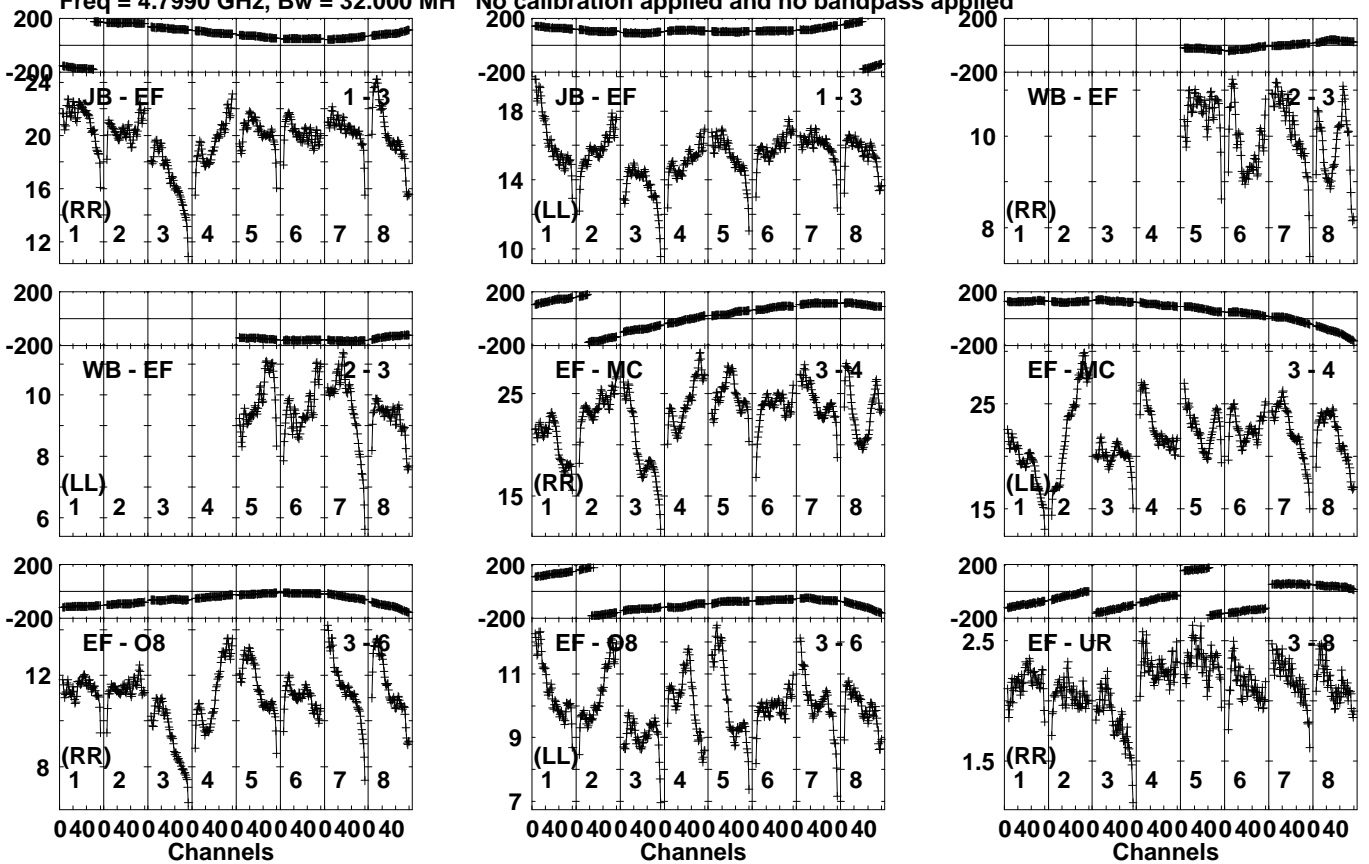 Freq = 4.7990 GHz, Bw = 32.000 MH No calibration applied and no bandpass applied
200 200 200
-200 -200 -200
24 JB - EF 1 - 3 18 JB - EF 1 - 3 WB - EF 2 - 3
20 10
16 14
(RR) (LL) (RR)
1 2 3 4 5 6 7 8 1 2 3 4 5 6 7 8 1 2 3 4 5 6 7 8
12 10 8
200 200 200
-200 -200 -200
WB - EF 2 - 3 EF - MC 3 - 4 EF - MC 3 - 4
10 25 25
8
(LL) (RR) (LL)
1 2 3 4 5 6 7 8 1 2 3 4 5 6 7 8 1 2 3 4 5 6 7 8
6 15 15
200 200 200
-200 -200 -200
EF - O8 3 - 6 EF - O8 3 - 6 EF - UR 3 - 8
12 11 2.5
8 9 1.5
(RR) (LL) (RR)
1 2 3 4 5 6 7 8 1 2 3 4 5 6 7 8 1 2 3 4 5 6 7 8
7
0 40 0 40 0 40 0 40 0 40 0 40 0 40 0 40 0 40 0 40 0 40 0 40 0 40 0 40 0 40 0 40 0 40 0 40 0 40 0 40 0 40 0 40 0 40 0 40
Channels Channels Channels